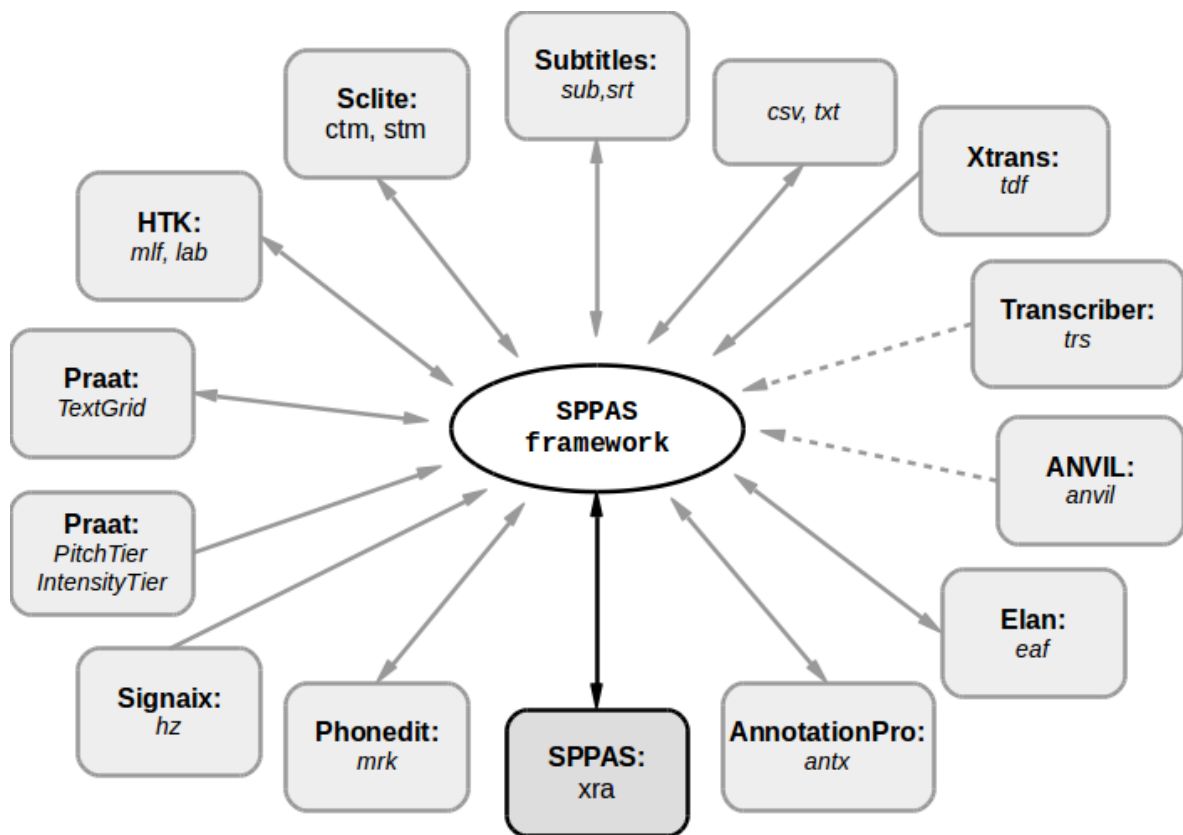 Subtitles:
sub,srt
Sclite:
ctm, stm
csv, txt
Xtrans:
tdf
HTK:
mlf, lab
Transcriber:
trs
Praat:
TextGrid
SPPAS
framework
ANVIL:
anvil
Praat:
PitchTier
IntensityTier
Elan:
eaf
Signaix:
hz
Phonedit:
mrk
SPPAS:
xra
AnnotationPro:
antx